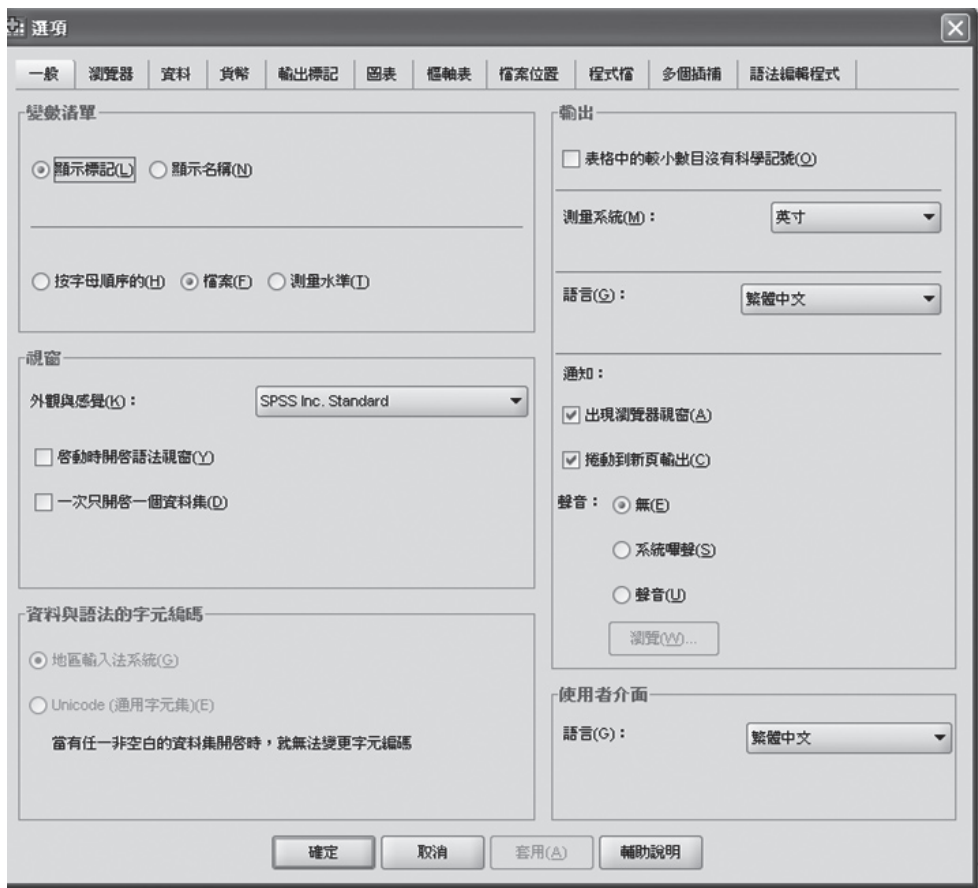 選項
一般 瀏覽器 資料 貨幣 輸出標記 圖表 樞軸表 檔案位置 程式檔 多個插補 語法編輯程式
變數清單
顯示標記(L) 顯示名稱(N)
按字母順序的(H) 檔案(F) 測量水準(T)
視窗
外觀與感覺(K)：
SPSS Inc. Standard
啟動時開啟語法視窗(Y)
一次只開啟一個資料集(D)
資料與語法的字元編碼
地區輸入法系統(G)
Unicode (通用字元集)(E)
當有任一非空白的資料集開啟時，就無法變更字元編碼
輸出
表格中的較小數目沒有科學記號(O)
測量系統(M)：
英寸
語言(G)：
繁體中文
通知：
出現瀏覽器視窗(A)
捲動到新頁輸出(C)
聲音： 無(E)
系統嗶聲(S)
聲音(U)
瀏覽(W)...
使用者介面
語言(G)：
繁體中文
確定 取消 套用(A) 輔助說明